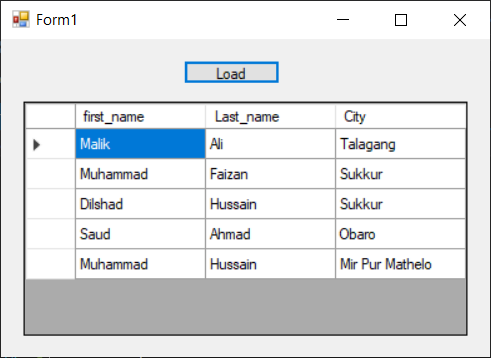 Form1
Load
first_name Last_name City
Malik Ali Talagang
Muhammad Faizan Sukkur
Dilshad Hussain Sukkur
Saud Ahmad Obaro
Muhammad Hussain Mir Pur Mathelo